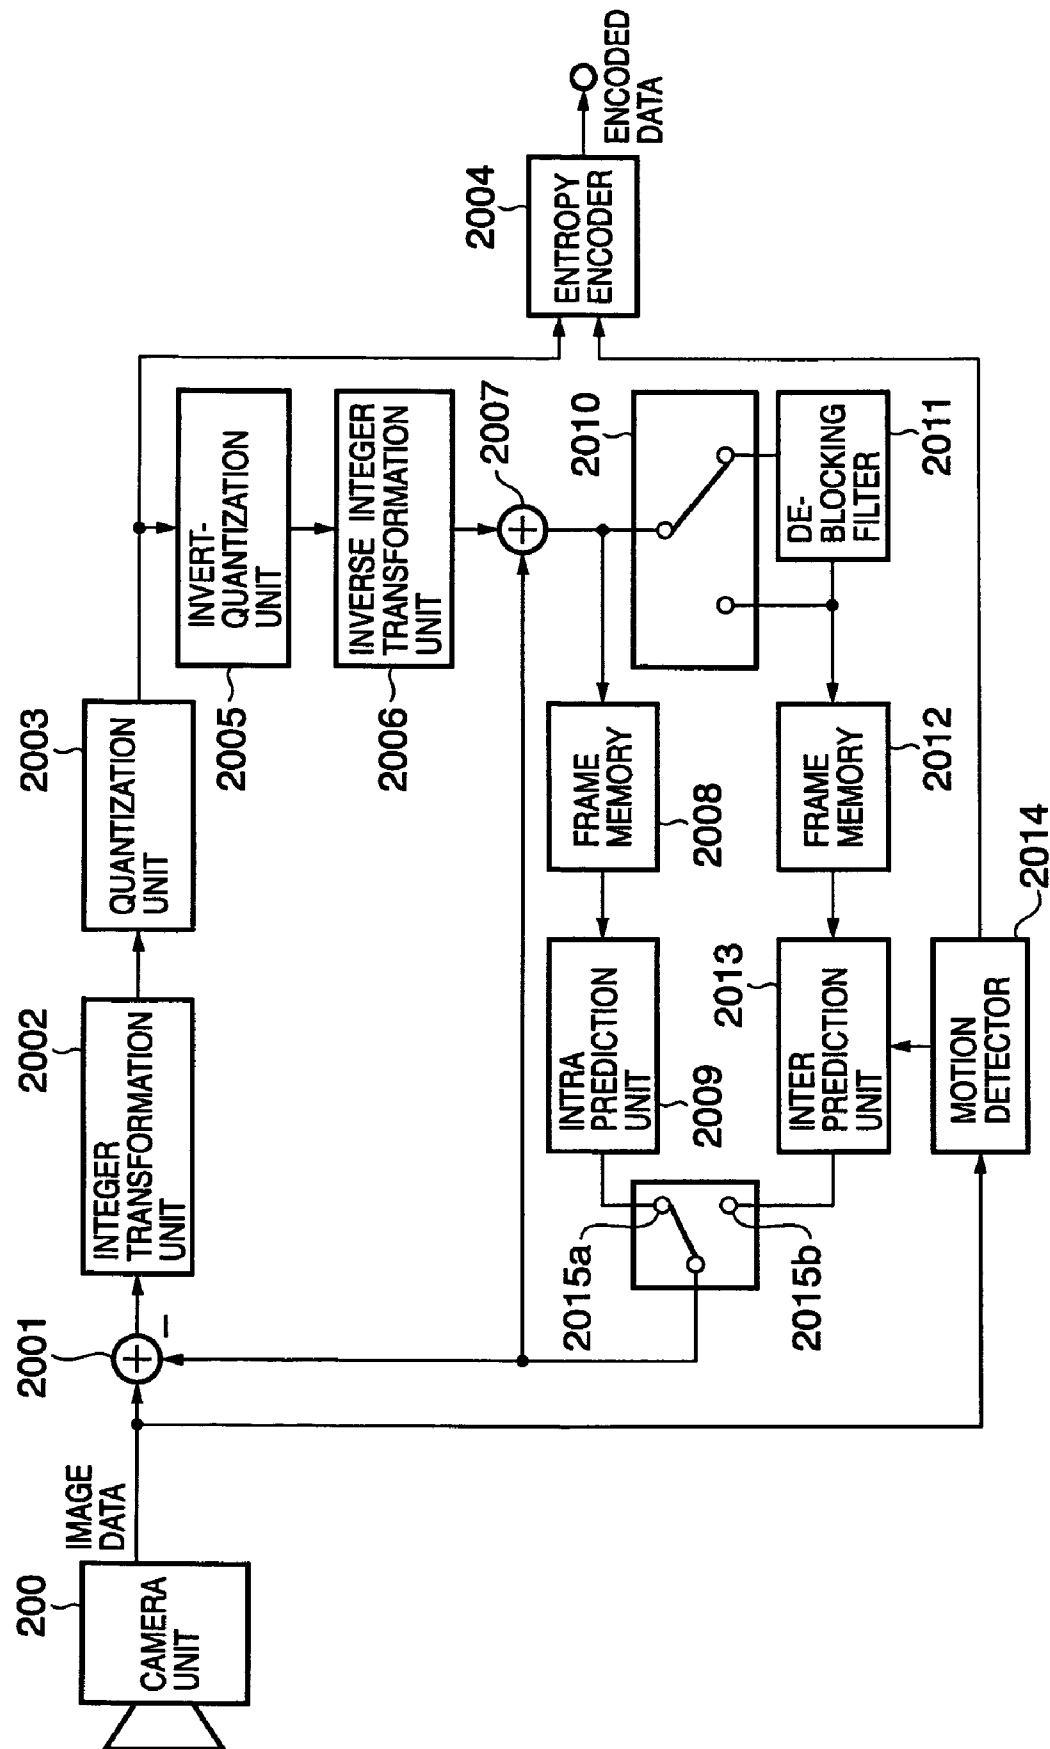 200
CAMERA
UNIT
IMAGE
DATA
2001
−
2002
INTEGER
TRANSFORMATION
UNIT
2003
QUANTIZATION
UNIT
2004
ENTROPY
ENCODER
ENCODED
DATA
INVERT-
QUANTIZATION
UNIT
2005
INVERSE INTEGER
TRANSFORMATION
UNIT
2006
2007
FRAME
MEMORY
2008
INTRA
PREDICTION
UNIT
2009
2010
DE-
BLOCKING
FILTER
2011
FRAME
MEMORY
2012
2013
INTER
PREDICTION
UNIT
2014
MOTION
DETECTOR
2015a
2015b